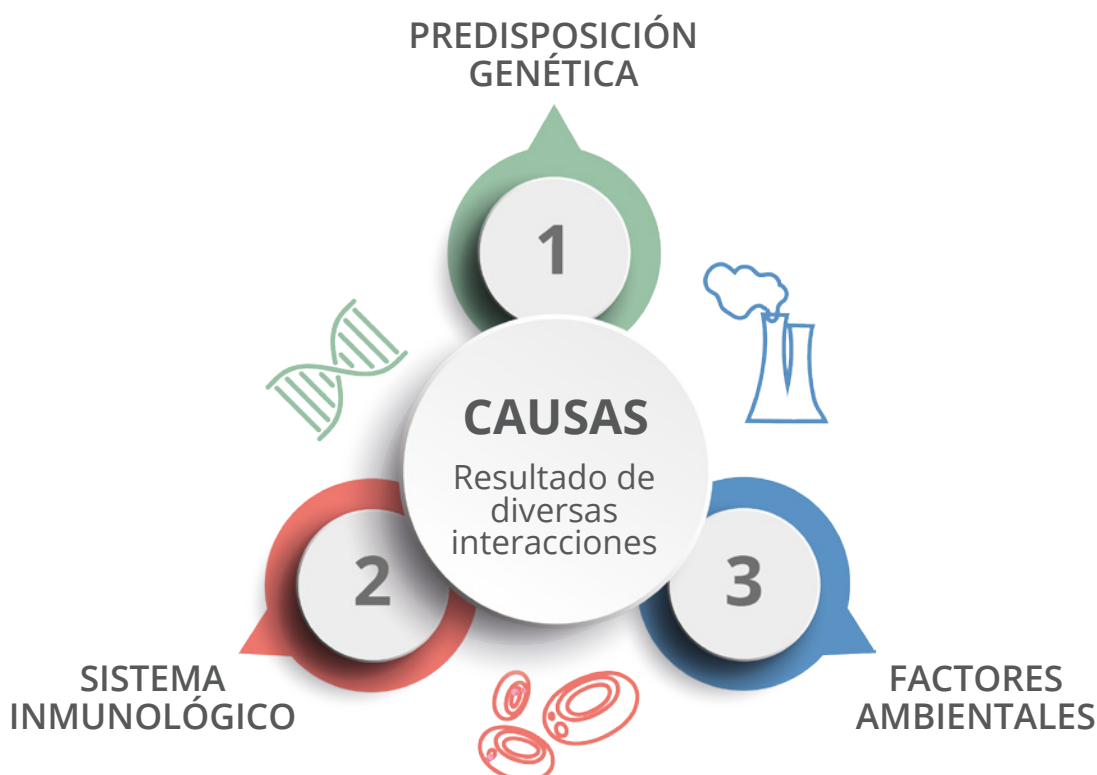 PREDISPOSICIÓN
GENÉTICA
1
CAUSAS
Resultado de
diversas
interacciones
2
3
SISTEMA
INMUNOLÓGICO
FACTORES
AMBIENTALES